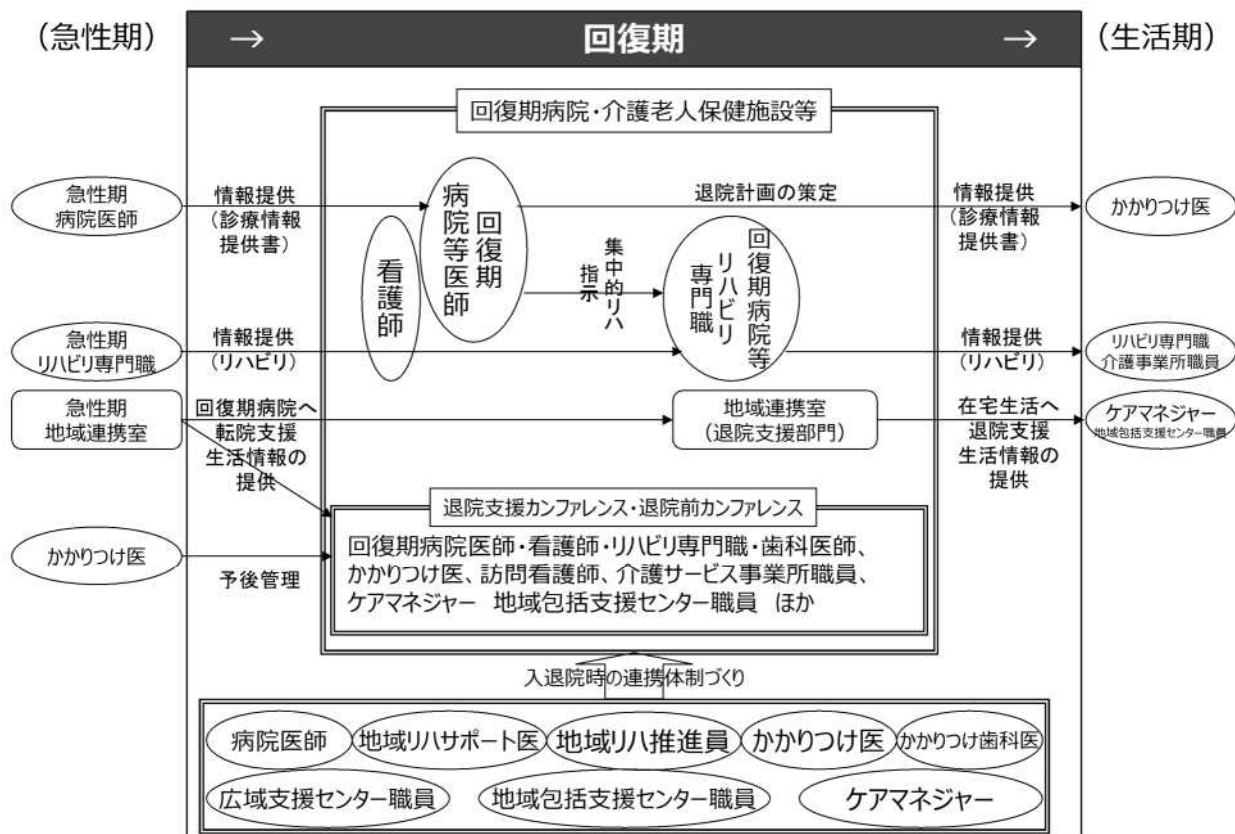 （急性期）
→ 回復期 →
（生活期）
回復期病院・介護老人保健施設等
急性期
病院医師
情報提供
（診療情報
提供書）
看護師
回復期
病院等医師
退院計画の策定
集中的リハ
指示
回復期病院等
リハビリ
専門職
情報提供
（診療情報
提供書）
かかりつけ医
急性期
リハビリ専門職
情報提供
（リハビリ）
情報提供
（リハビリ）
リハビリ専門職
介護事業所職員
急性期
地域連携室
回復期病院へ
転院支援
生活情報の
提供
地域連携室
（退院支援部門）
在宅生活へ
退院支援
生活情報の
提供
ケアマネジャー
地域包括支援センター職員
かかりつけ医
予後管理
退院支援カンファレンス・退院前カンファレンス
回復期病院医師・看護師・リハビリ専門職・歯科医師、
かかりつけ医、訪問看護師、介護サービス事業所職員、
ケアマネジャー 地域包括支援センター職員 ほか
入退院時の連携体制づくり
病院医師
地域リハサポート医
地域リハ推進員
かかりつけ医
かかりつけ歯科医
広域支援センター職員
地域包括支援センター職員
ケアマネジャー